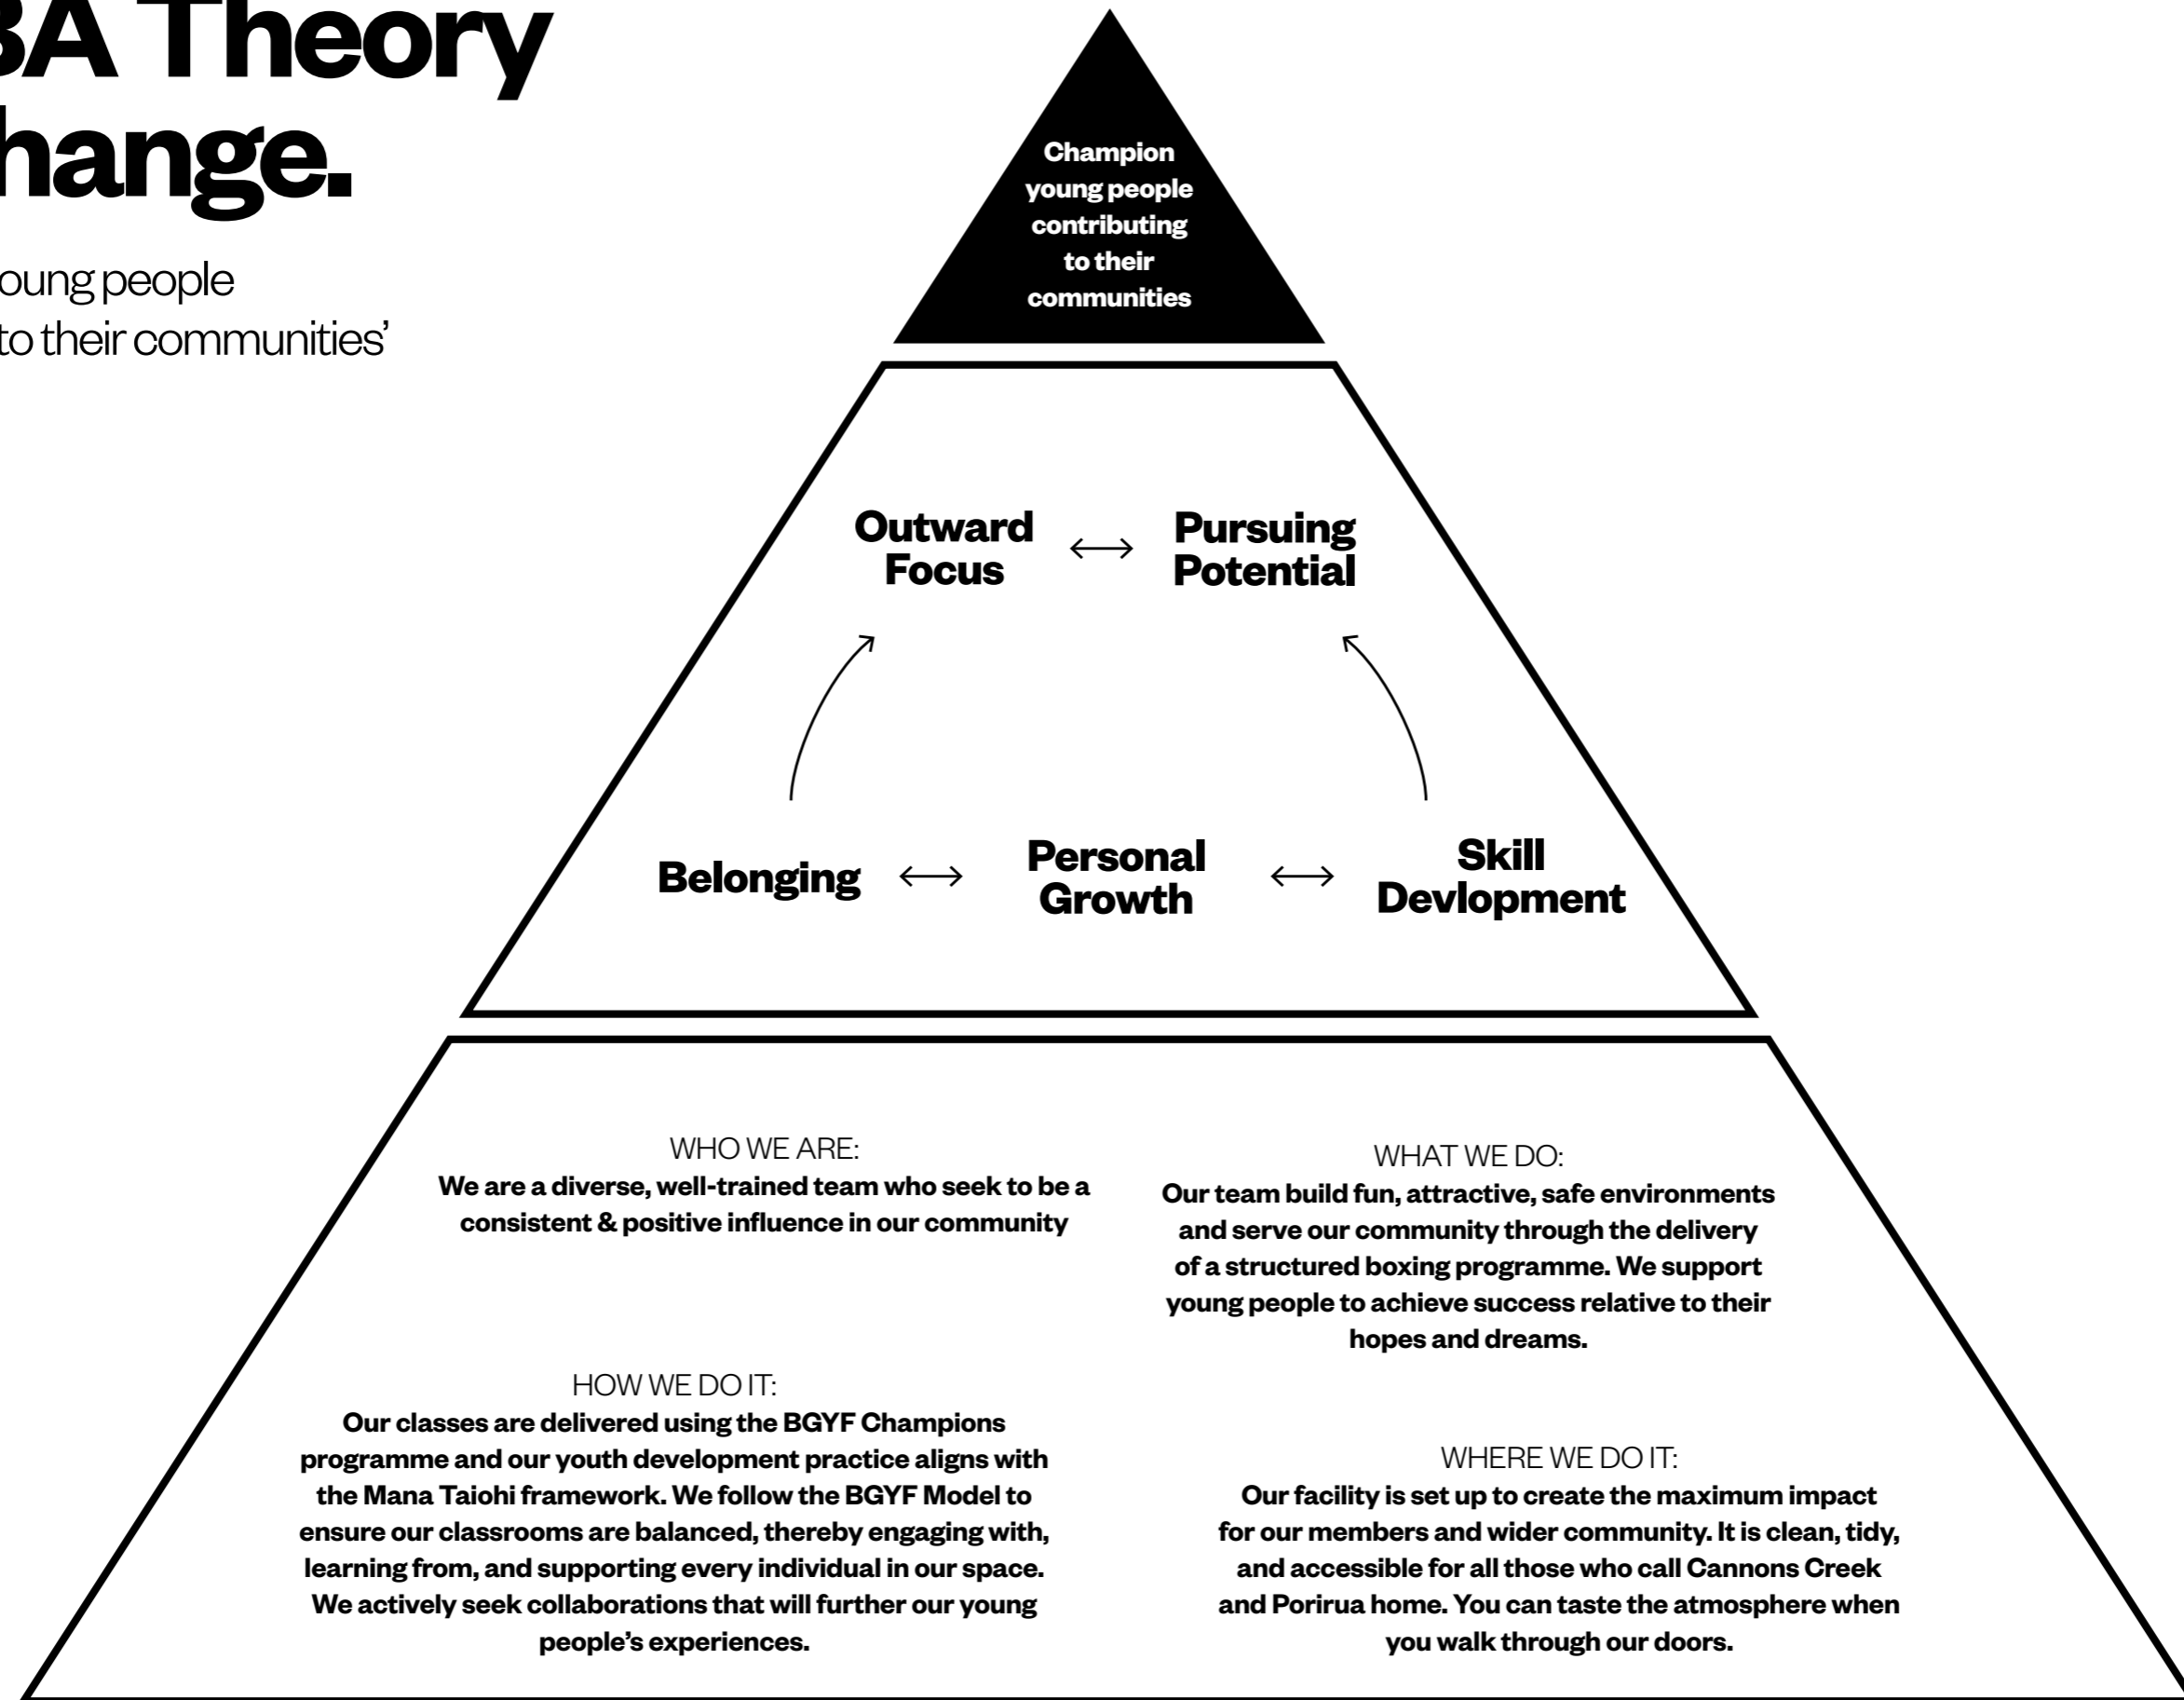 BA Theory
hange.
oung people
to their communities’
Champion
young people
contributing
to their
communities
Outward
Focus
Pursuing
Potential
Belonging
Personal
Growth
Skill
Devlopment
WHO WE ARE:
We are a diverse, well-trained team who seek to be a
consistent & positive influence in our community
WHAT WE DO:
Our team build fun, attractive, safe environments
and serve our community through the delivery
of a structured boxing programme. We support
young people to achieve success relative to their
hopes and dreams.
HOW WE DO IT:
Our classes are delivered using the BGYF Champions
programme and our youth development practice aligns with
the Mana Taiohi framework. We follow the BGYF Model to
ensure our classrooms are balanced, thereby engaging with,
learning from, and supporting every individual in our space.
We actively seek collaborations that will further our young
people’s experiences.
WHERE WE DO IT:
Our facility is set up to create the maximum impact
for our members and wider community. It is clean, tidy,
and accessible for all those who call Cannons Creek
and Porirua home. You can taste the atmosphere when
you walk through our doors.